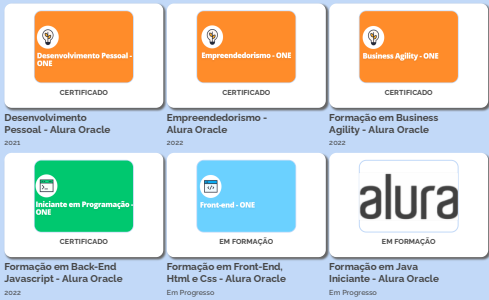 Desenvolvimento Pessoal -
ONE
CERTIFICADO
Desenvolvimento
Pessoal - Alura Oracle
2021
Empreendedorismo - ONE
CERTIFICADO
Empreendedorismo -
Alura Oracle
2022
Business Agility - ONE
CERTIFICADO
Formação em Business
Agility - Alura Oracle
2022
Iniciante em Programação -
ONE
CERTIFICADO
Formação em Back-End
Javascript - Alura Oracle
2022
Front-end - ONE
EM FORMAÇÃO
Formação em Front-End,
Html e Css - Alura Oracle
Em Progresso
alura
EM FORMAÇÃO
Formação em Java
Iniciante - Alura Oracle
Em Progresso